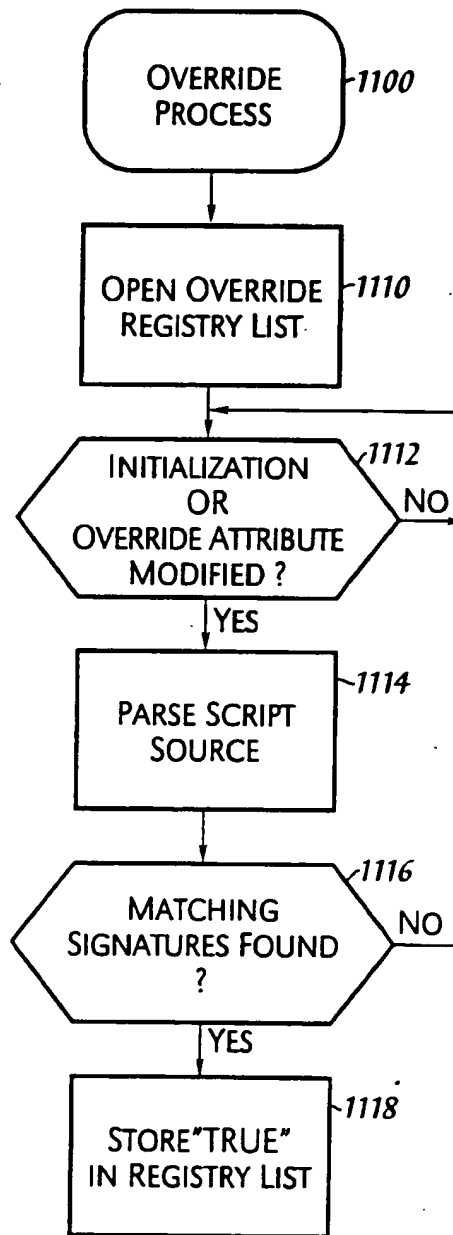 OVERRIDE
PROCESS
1100
OPEN OVERRIDE
REGISTRY LIST
1110
INITIALIZATION
OR
OVERRIDE ATTRIBUTE
MODIFIED ?
1112
NO
YES
PARSE SCRIPT
SOURCE
1114
MATCHING
SIGNATURES FOUND
?
1116
NO
YES
STORE"TRUE"
IN REGISTRY LIST
1118